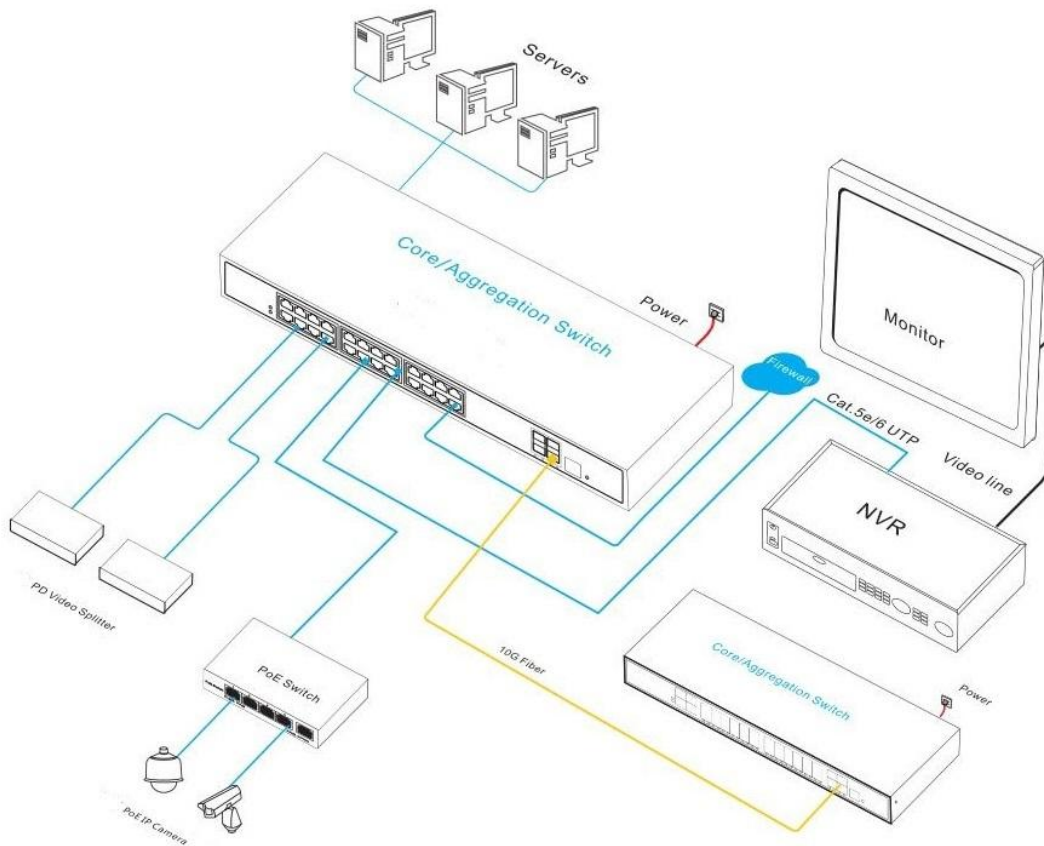 Servers
Core/Aggregation Switch
Power
Monitor
Firewall
Cat.5e/6 UTP
Video line
NVR
PD Video Splitter
10G Fiber
PoE Switch
Core/Aggregation Switch
Power
PoE IP Camera